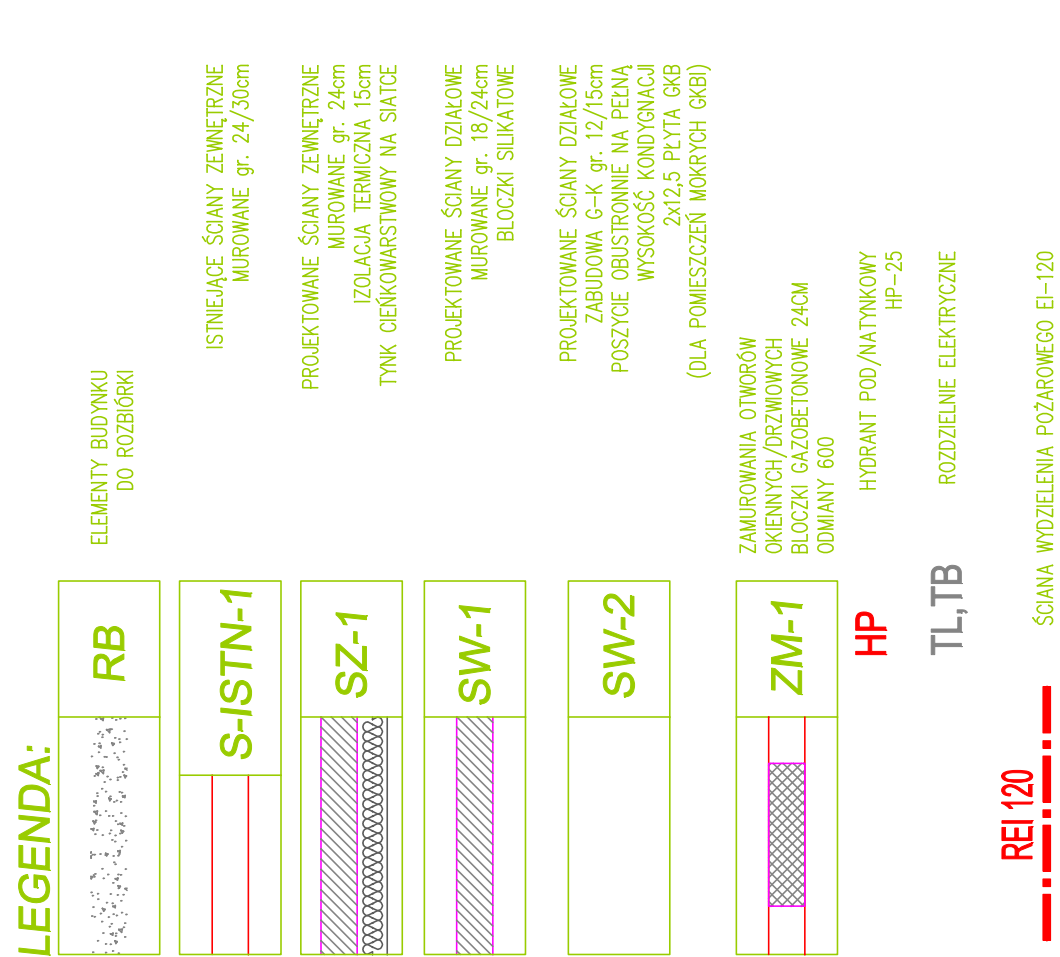 LEGENDA:
RB
ELEMENTY BUDYNKU
DO ROZBIÓRKI
S-ISTN-1
ISTNIEJĄCE ŚCIANY ZEWNĘTRZNE
MUROWANE gr. 24/30cm
SZ-1
PROJEKTOWANE ŚCIANY ZEWNĘTRZNE
MUROWANE gr. 24cm
IZOLACJA TERMICZNA 15cm
TYNK CIEŃKOWARSTWOWY NA SIATCE
SW-1
PROJEKTOWANE ŚCIANY DZIAŁOWE
MUROWANE gr. 18/24cm
BLOCZKI SILIKATOWE
SW-2
PROJEKTOWANE ŚCIANY DZIAŁOWE
ZABUDOWA G-K gr. 12/15cm
POSZYCIE OBUSTRONNIE NA PEŁNĄ
WYSOKOŚĆ KONDYGNACJI
2x12,5 PŁYTA GKB
(DLA POMIESZCZEŃ MOKRYCH GKBI)
ZM-1
ZAMUROWANIA OTWORÓW
OKIENNYCH/DRZWIOWYCH
BLOCZKI GAZOBETONOWE 24CM
ODMIANY 600
HP
HYDRANT POD/NATYNKOWY
HP-25
TL,TB
ROZDZIELNIE ELEKTRYCZNE
REI 120
ŚCIANA WYDZIELENIA POŻAROWEGO EI-120